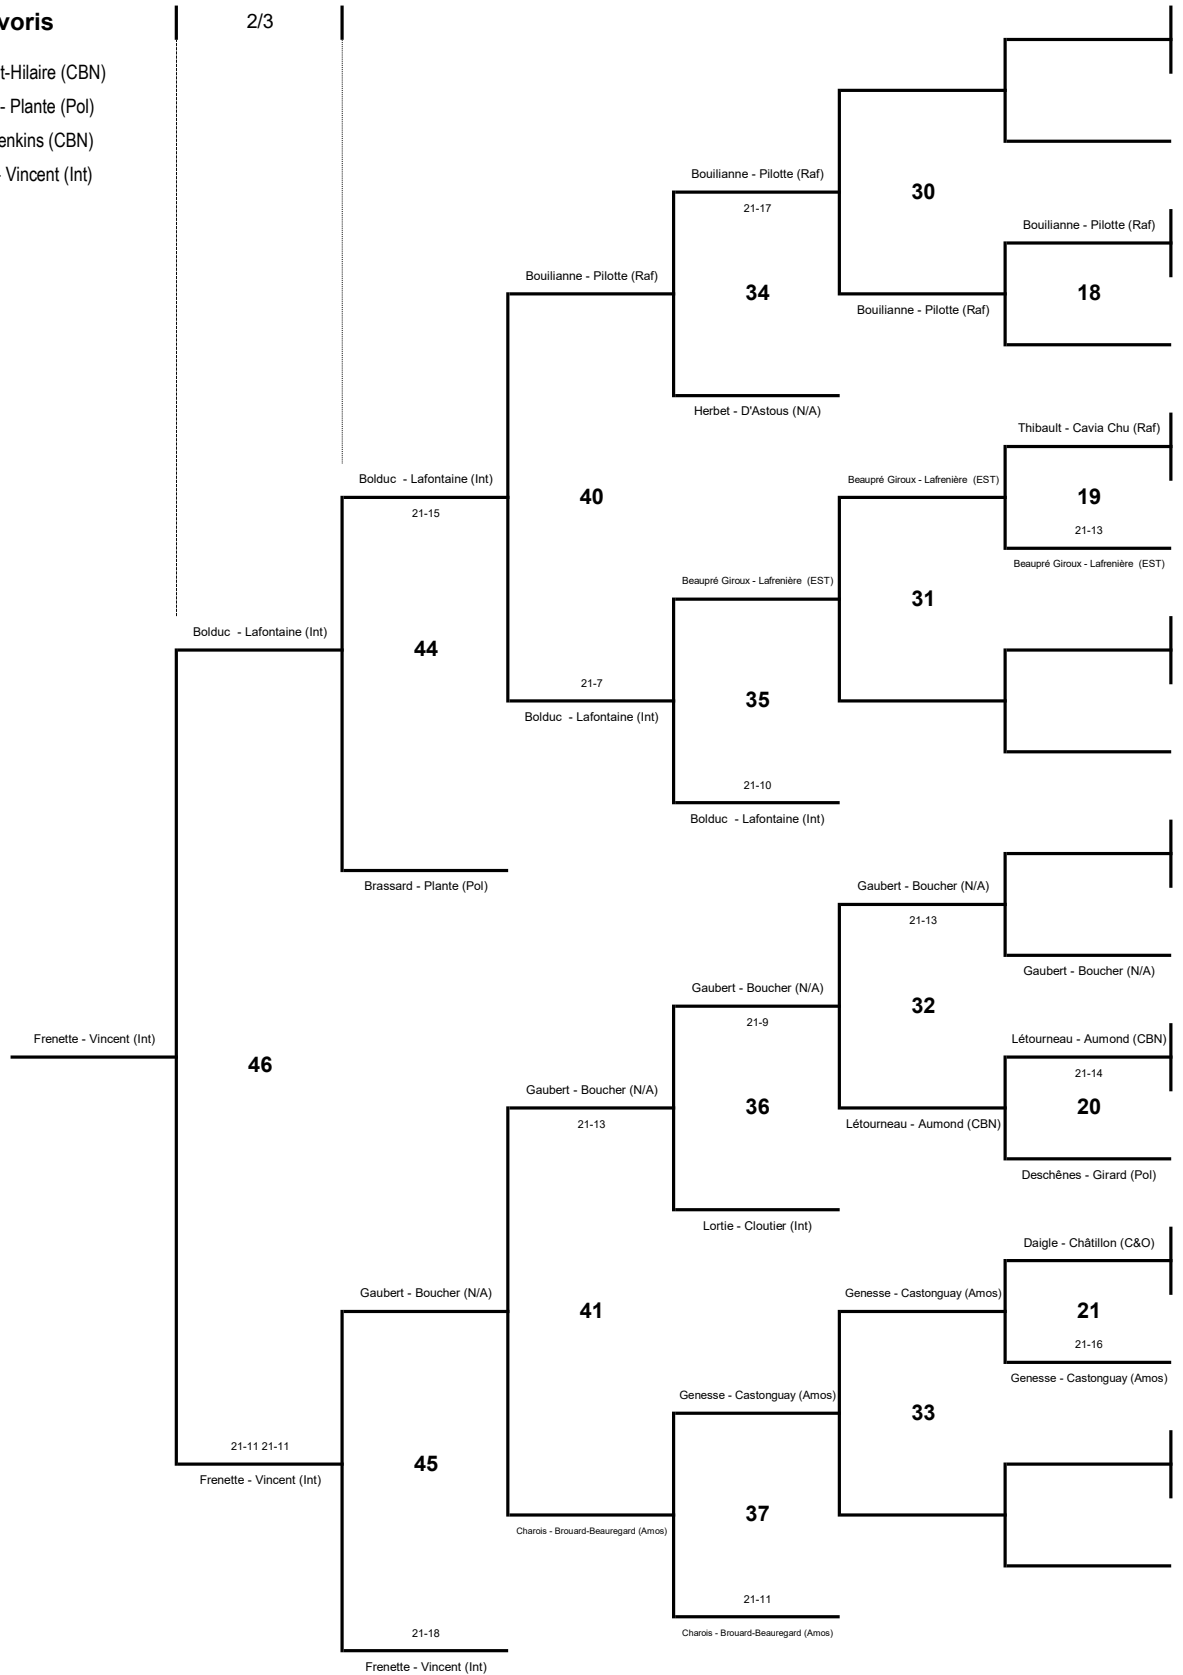 voris
2/3
t-Hilaire (CBN)
- Plante (Pol)
enkins (CBN)
- Vincent (Int)
Bouilianne - Pilotte (Raf)
30
21-17
Bouilianne - Pilotte (Raf)
Bouilianne - Pilotte (Raf)
34
18
Bouilianne - Pilotte (Raf)
Herbet - D'Astous (N/A)
Thibault - Cavia Chu (Raf)
Bolduc - Lafontaine (Int)
Beaupré Giroux - Lafrenière (EST)
40
19
21-15
21-13
Beaupré Giroux - Lafrenière (EST)
Beaupré Giroux - Lafrenière (EST)
31
Bolduc - Lafontaine (Int)
44
21-7
35
Bolduc - Lafontaine (Int)
21-10
Bolduc - Lafontaine (Int)
Brassard - Plante (Pol)
Gaubert - Boucher (N/A)
21-13
Gaubert - Boucher (N/A)
Gaubert - Boucher (N/A)
32
21-9
Frenette - Vincent (Int)
Létourneau - Aumond (CBN)
46
21-14
Gaubert - Boucher (N/A)
36
20
21-13
Létourneau - Aumond (CBN)
Deschênes - Girard (Pol)
Lortie - Cloutier (Int)
Daigle - Châtillon (C&O)
Gaubert - Boucher (N/A)
Genesse - Castonguay (Amos)
41
21
21-16
Genesse - Castonguay (Amos)
Genesse - Castonguay (Amos)
33
21-11 21-11
45
Frenette - Vincent (Int)
37
Charois - Brouard-Beauregard (Amos)
21-11
Charois - Brouard-Beauregard (Amos)
21-18
Frenette - Vincent (Int)